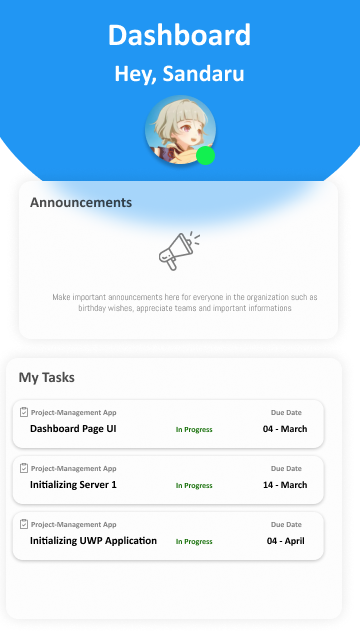 Dashboard
Hey, Sandaru
Announcements
Make important announcements here for everyone in the organization such as
birthday wishes, appreciate teams and important informations
My Tasks
Project-Management App Due Date
Dashboard Page UI In Progress 04 - March
Project-Management App Due Date
Initializing Server 1 In Progress 14 - March
Project-Management App Due Date
Initializing UWP Application In Progress 04 - April